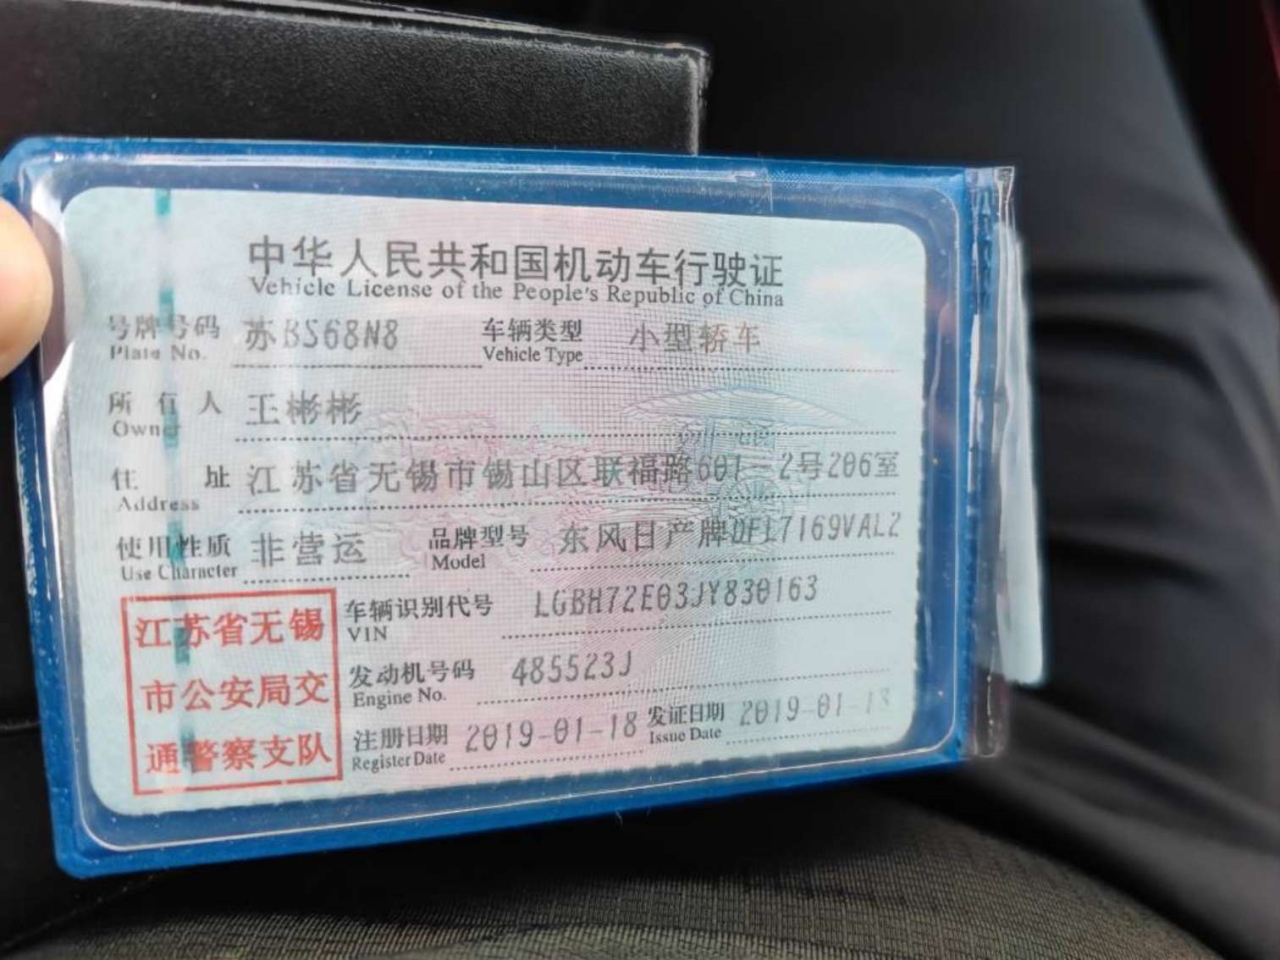 中华人民共和国机动车行驶证
Vehicle License of the People's Republic of China
号牌号码 苏BS68N8 车辆类型 小型轿车
Plate No. Vehicle Type
所有人 王彬彬
Owner
住址 江苏省无锡市锡山区联福路601-2号206室
Address
使用性质 非营运 品牌型号 东风日产牌DFL7169VAL2
Use Character Model
江苏省无锡
市公安局交
通警察支队
车辆识别代号 LGBH72E03JY830163
VIN
发动机号码 485523J
Engine No.
注册日期 2019-01-18 发证日期 2019-01-18
Register Date Issue Date